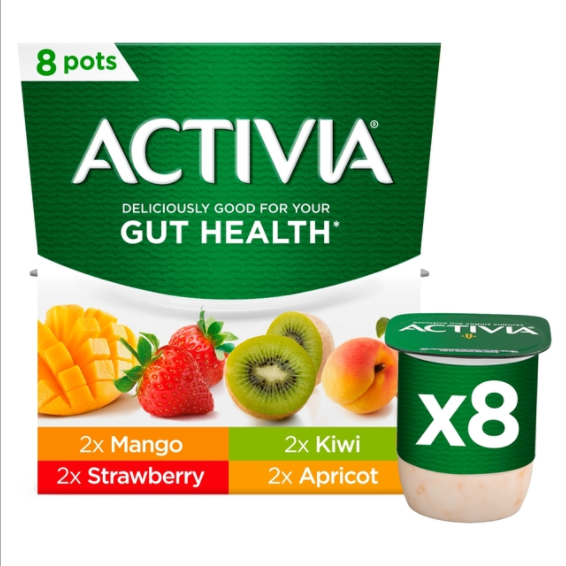 8 pots
ACTIVIA®
DELICIOUSLY GOOD FOR YOUR
GUT HEALTH*
2x Mango
2x Kiwi
2x Strawberry
2x Apricot
ACTIVIA
x8